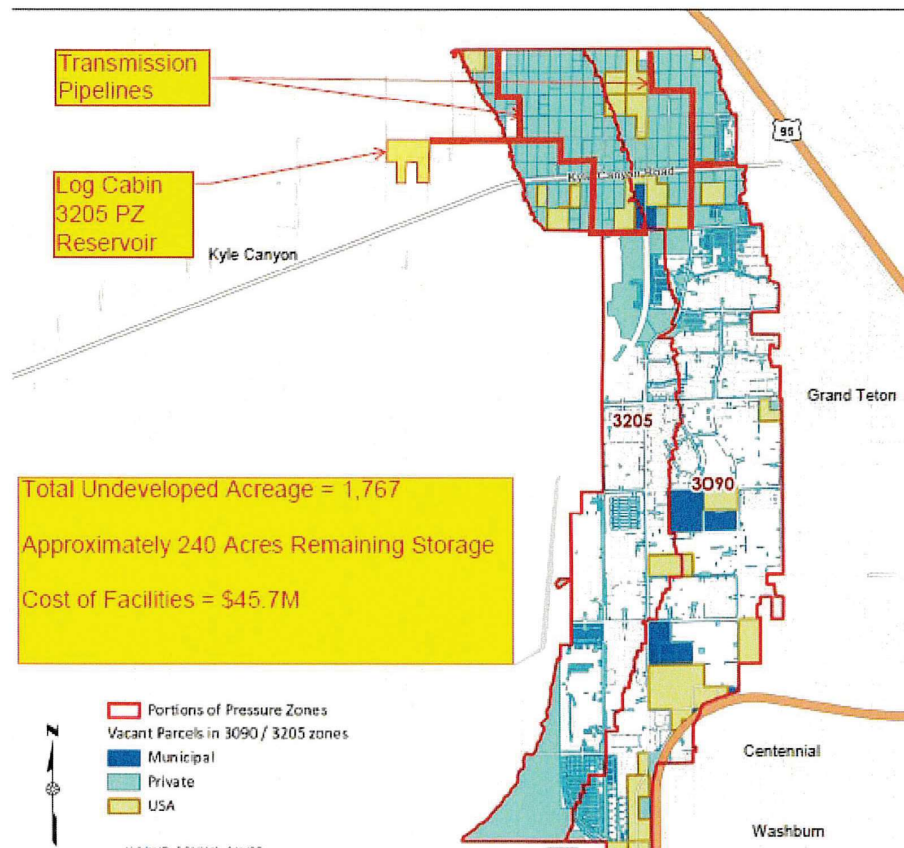 Transmission
Pipelines
95
Kyle Canyon Road
Log Cabin
3205 PZ
Reservoir
Kyle Canyon
Grand Teton
3205
3090
Total Undeveloped Acreage = 1,767
Approximately 240 Acres Remaining Storage
Cost of Facilities = $45.7M
Portions of Pressure Zones
Vacant Parcels in 3090 / 3205 zones
N
Municipal
Private
USA
Centennial
Washburn